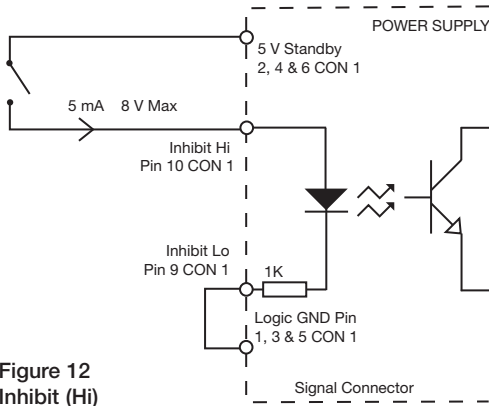 POWER SUPPLY
5 V Standby
2, 4 & 6 CON 1
5 mA 8 V Max
Inhibit Hi
Pin 10 CON 1
Inhibit Lo
Pin 9 CON 1
1K
Logic GND Pin
1, 3 & 5 CON 1
Figure 12
Inhibit (Hi)
Signal Connector